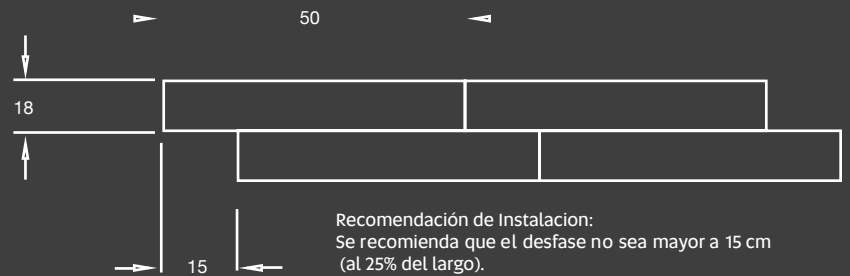 50
18
15
Recomendación de Instalacion:
Se recomienda que el desfase no sea mayor a 15 cm
(al 25% del largo).